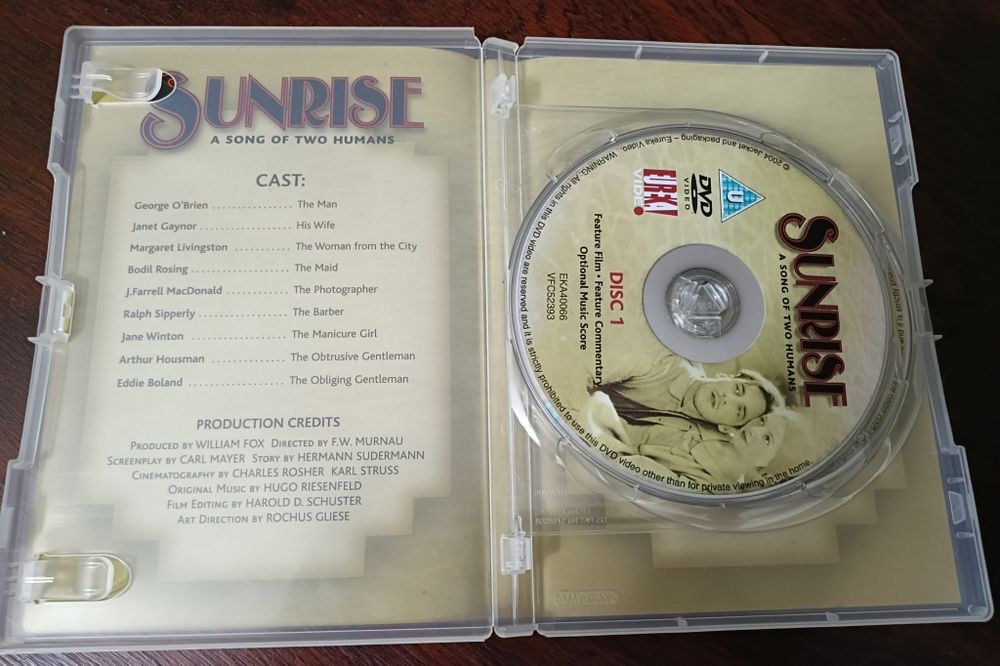 SUNRISE
A SONG OF TWO HUMANS
CAST:
George O'Brien .............. The Man
Janet Gaynor ................. His Wife
Margaret Livingston .......... The Woman from the City
Bodil Rosing ................. The Maid
J.Farrell MacDonald .......... The Photographer
Ralph Sipperly ............... The Barber
Jane Winton ................. The Manicure Girl
Arthur Housman .............. The Obtrusive Gentleman
Eddie Boland ................. The Obliging Gentleman
PRODUCTION CREDITS
PRODUCED BY WILLIAM FOX DIRECTED BY F.W. MURNAU
SCREENPLAY BY CARL MAYER STORY BY HERMANN SUDERMANN
CINEMATOGRAPHY BY CHARLES ROSHER KARL STRUSS
ORIGINAL MUSIC BY HUGO RIESENFELD
FILM EDITING BY HAROLD D. SCHUSTER
ART DIRECTION BY ROCHUS GLIESE
SUNRISE
A SONG OF TWO HUMANS
U
DVD
VIDEO
EUREKA!
VIDEO
DISC 1
Feature Film • Feature Commentary
Optional Music Score
EKA40066
VFC52393
© 2004 Jacket and packaging – Eureka Video. WARNING: All rights in this DVD video are reserved and it is strictly prohibited to use this DVD video other than for private viewing in the home.